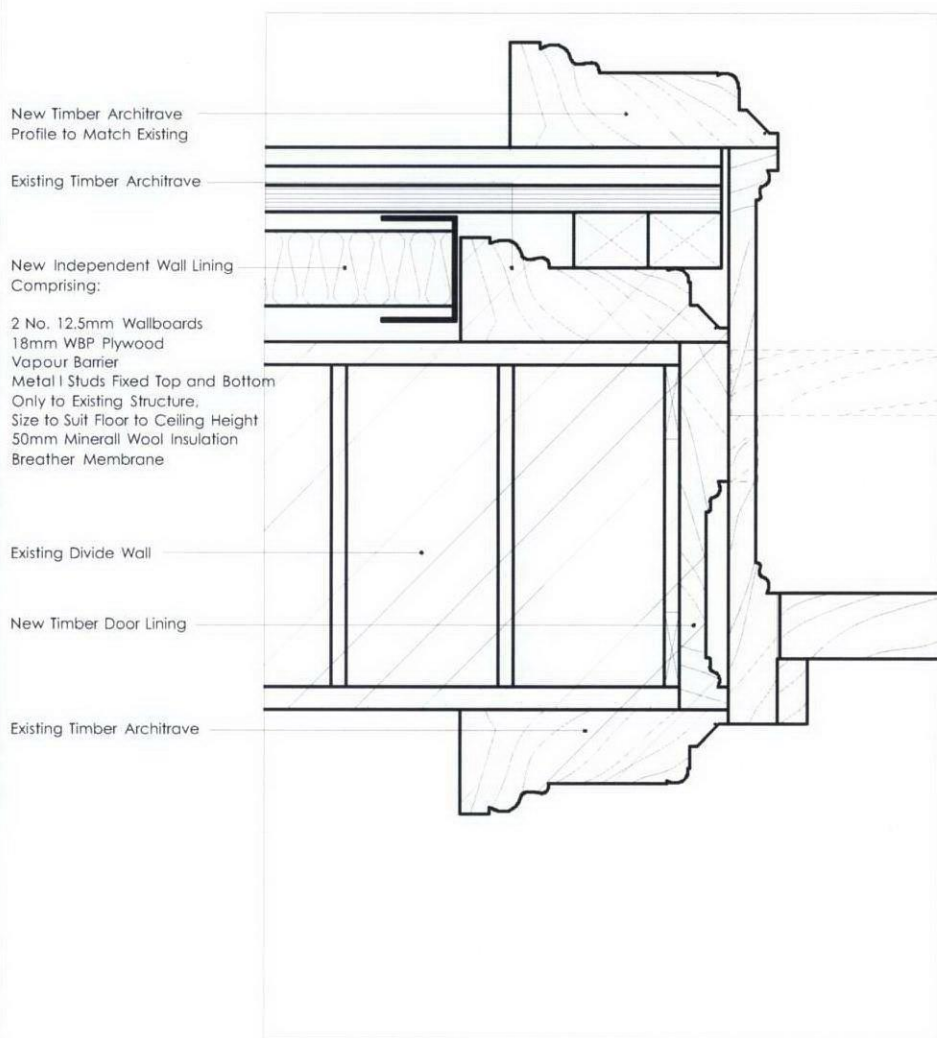 New Timber Architrave
Profile to Match Existing
Existing Timber Architrave
New Independent Wall Lining
Comprising:
2 No. 12.5mm Wallboards
18mm WBP Plywood
Vapour Barrier
Metal I Studs Fixed Top and Bottom
Only to Existing Structure,
Size to Suit Floor to Ceiling Height
50mm Minerall Wool Insulation
Breather Membrane
Existing Divide Wall
New Timber Door Lining
Existing Timber Architrave